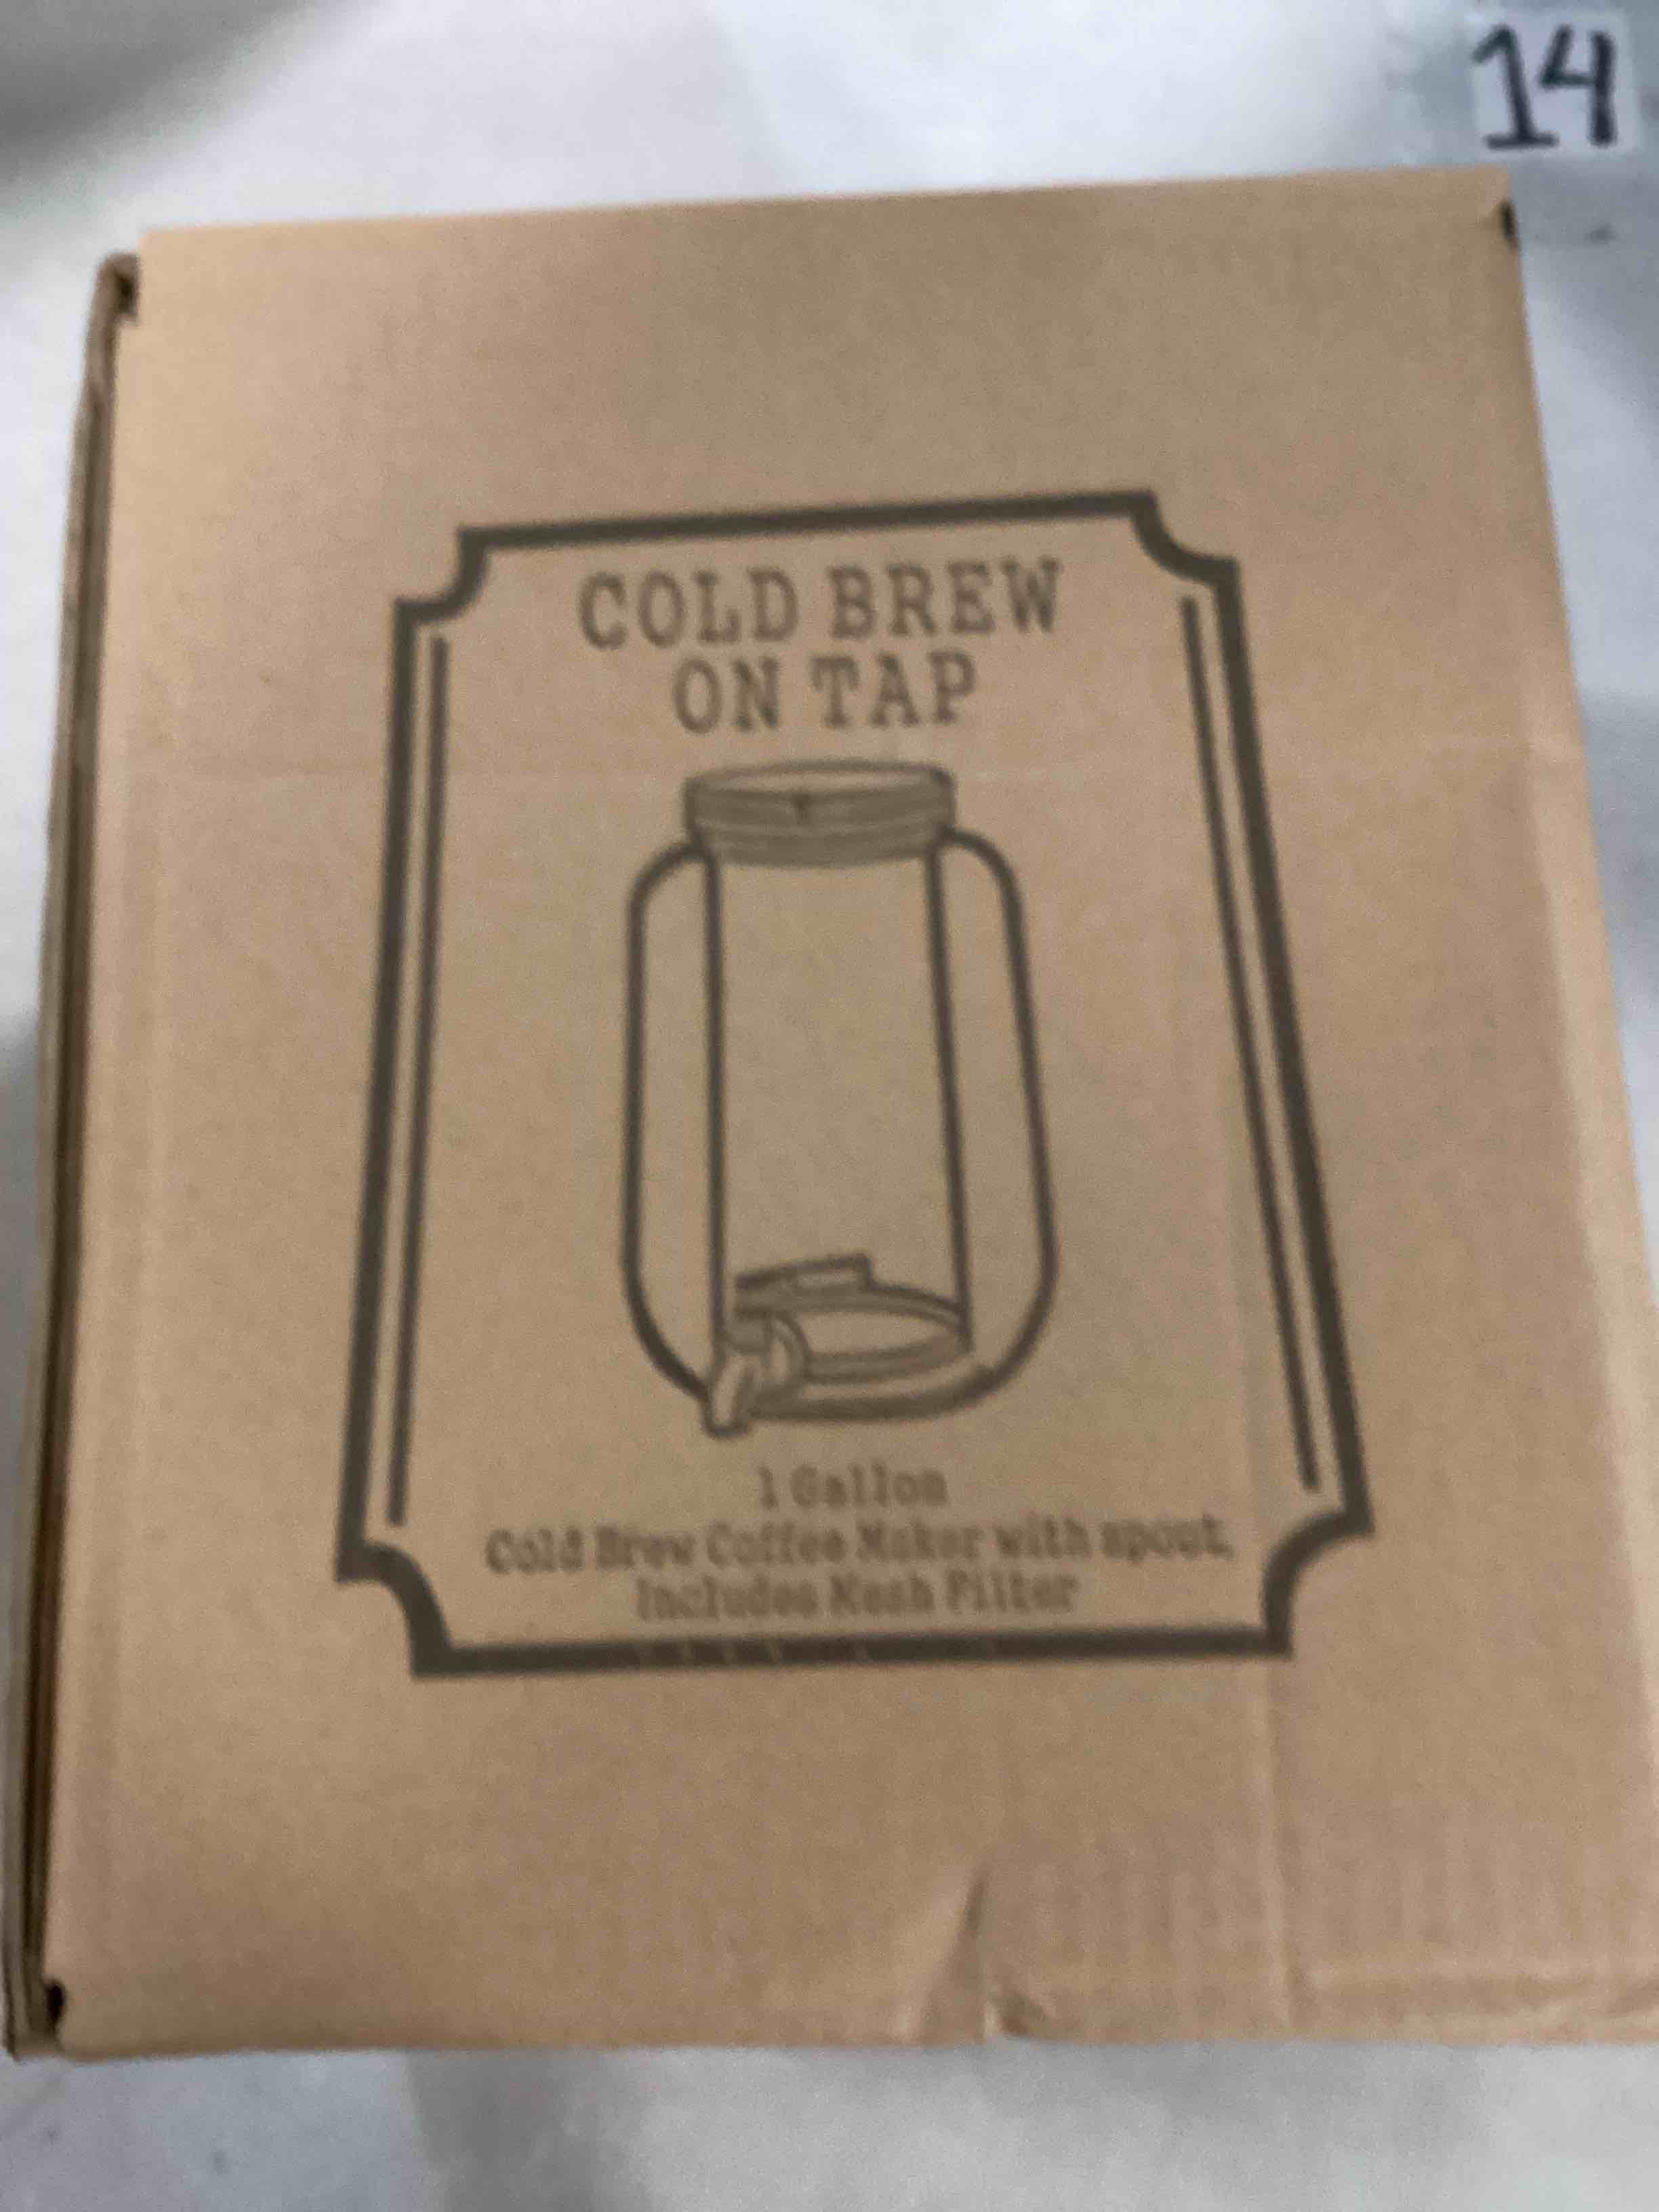 14
COLD BREW
ON TAP
1 Gallon
Cold Brew Coffee Maker with spout.
Includes Mesh Filter